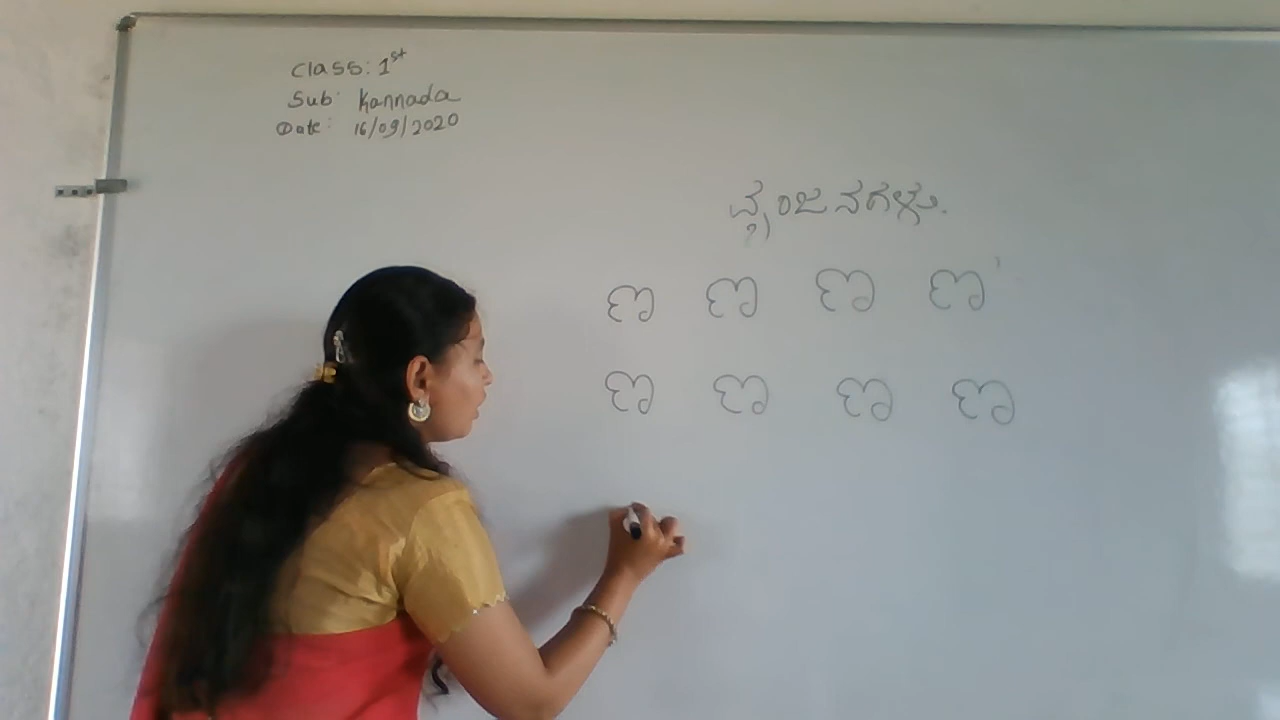 Class: 1st
Sub: Kannada
Date: 16/09/2020
ವ್ಯಂಜನಗಳು.
ಣ ಣ ಣ ಣ
ಣ ಣ ಣ ಣ